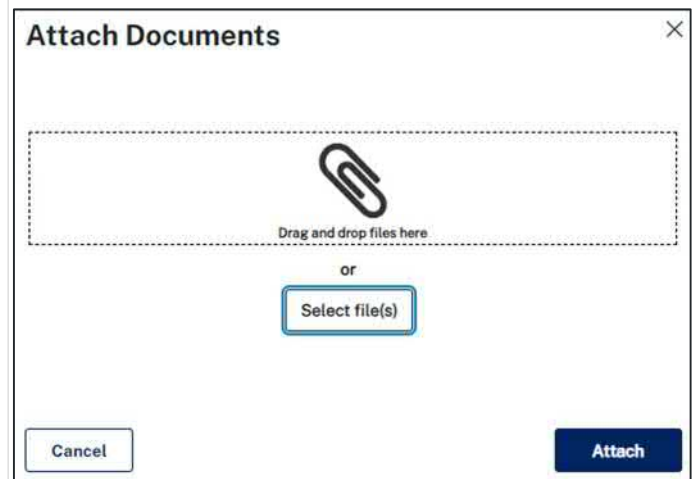 Attach Documents
Drag and drop files here
or
Select file(s)
Cancel
Attach